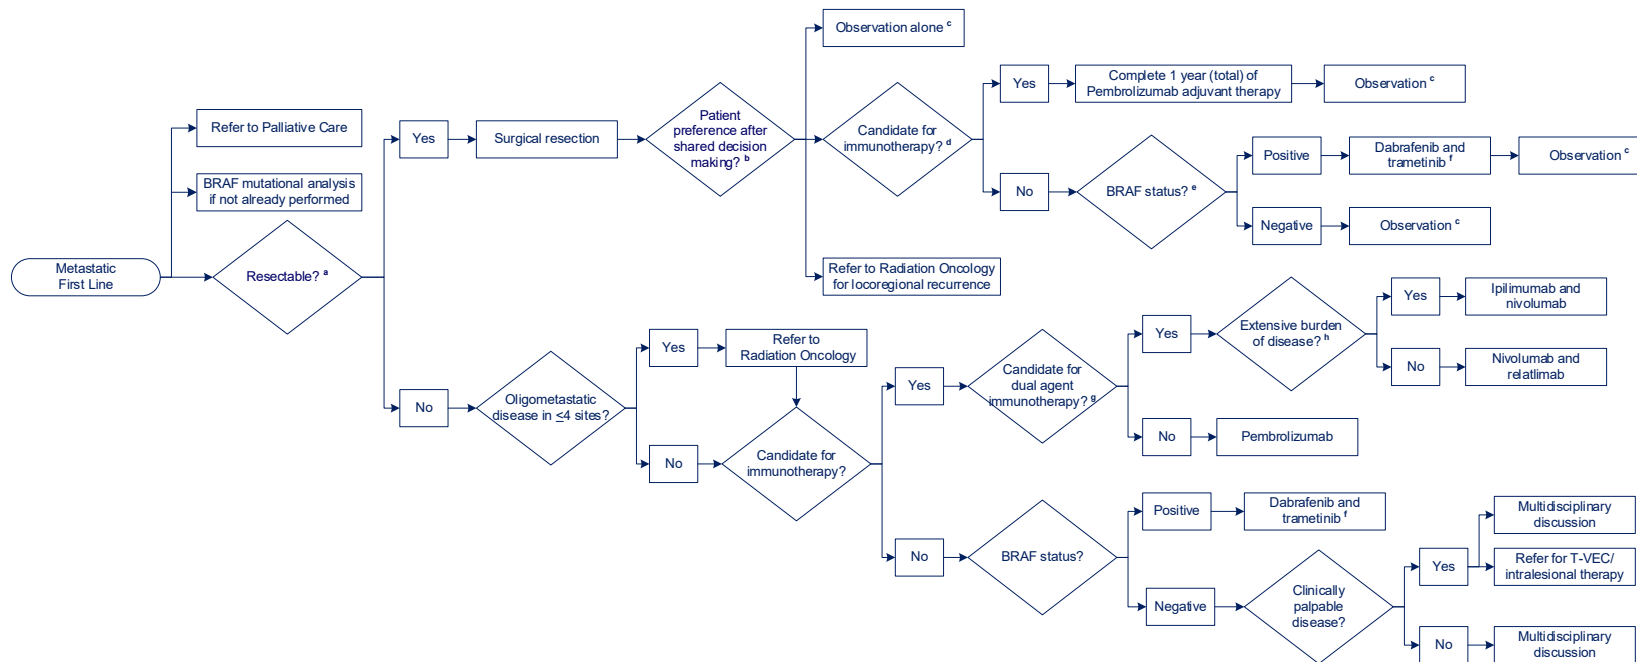 Observation alone c
Yes
Complete 1 year (total) of
Pembrolizumab adjuvant therapy
Observation c
Refer to Palliative Care
Yes
Surgical resection
Patient
preference after
shared decision
making? b
Candidate for
immunotherapy? d
BRAF mutational analysis
if not already performed
No
BRAF status? e
Positive
Dabrafenib and
trametinib f
Observation c
Negative
Observation c
Metastatic
First Line
Resectable? a
Refer to Radiation Oncology
for locoregional recurrence
No
Oligometastatic
disease in ≤4 sites?
Yes
Refer to
Radiation Oncology
No
Candidate for
immunotherapy?
Yes
Candidate for
dual agent
immunotherapy? g
Yes
Extensive burden
of disease? h
Yes
Ipilimumab and
nivolumab
No
Nivolumab and
relatlimab
No
Pembrolizumab
No
BRAF status?
Positive
Dabrafenib and
trametinib f
Negative
Clinically
palpable
disease?
Yes
Multidisciplinary
discussion
Refer for T-VEC/
intralesional therapy
No
Multidisciplinary
discussion